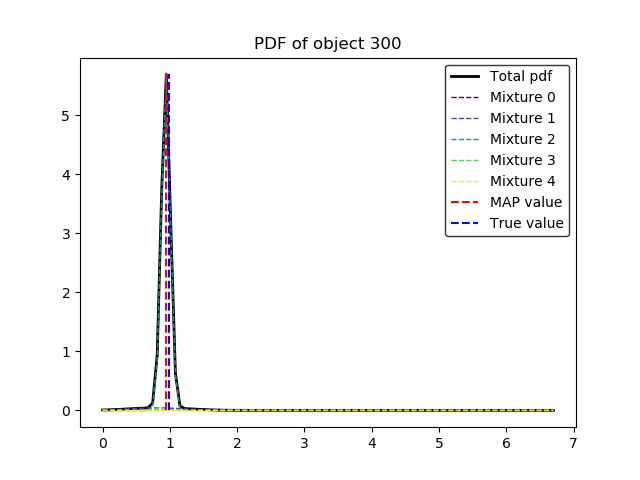 PDF of object 300
Total pdf
Mixture 0
Mixture 1
Mixture 2
Mixture 3
Mixture 4
MAP value
True value
5
4
3
2
1
0
0 1 2 3 4 5 6 7